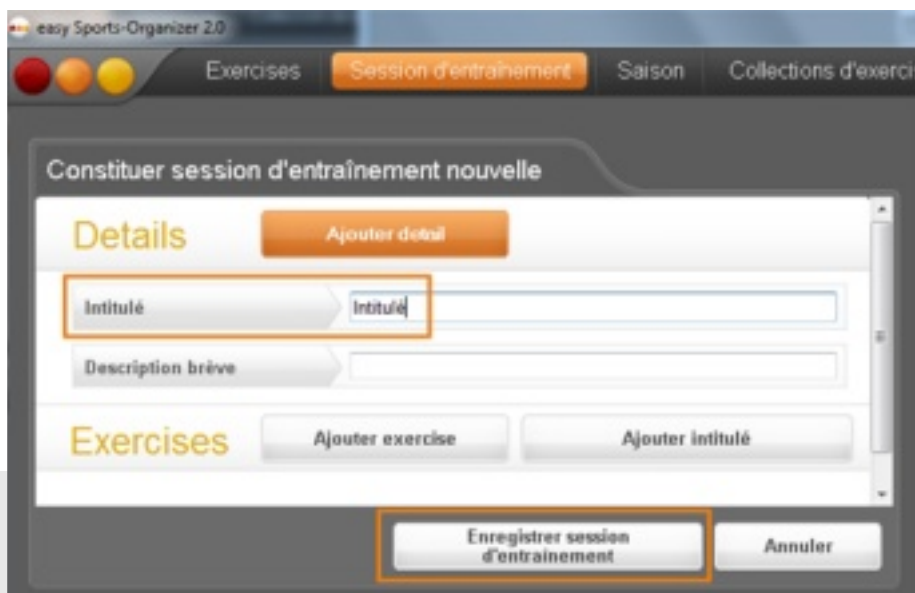 easy Sports-Organizer 2.0
Exercises Session d'entraînement Saison Collections d'exerci
Constituer session d'entraînement nouvelle
Details Ajouter detail
Intitulé Intitulé
Description brève
Exercises Ajouter exercise Ajouter intitulé
Enregistrer session
d'entrainement
Annuler